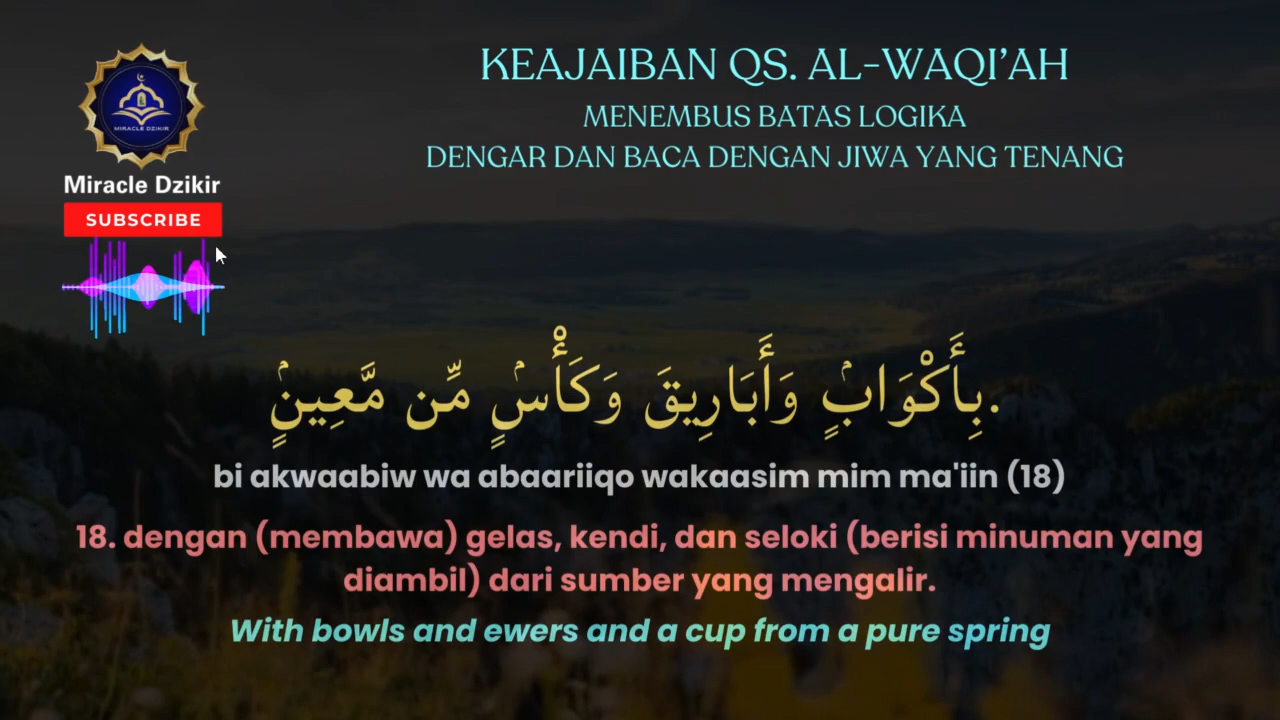 KEAJAIBAN QS. AL-WAQI'AH
MENEMBUS BATAS LOGIKA
DENGAR DAN BACA DENGAN JIWA YANG TENANG
MIRACLE DZIKIR
Miracle Dzikir
SUBSCRIBE
بِأَكْوَابٍۢ وَأَبَارِيقَ وَكَأْسٍۢ مِّن مَّعِينٍۢ.
bi akwaabiw wa abaariiqo wakaasim mim ma'iin (18)
18. dengan (membawa) gelas, kendi, dan seloki (berisi minuman yang
diambil) dari sumber yang mengalir.
With bowls and ewers and a cup from a pure spring